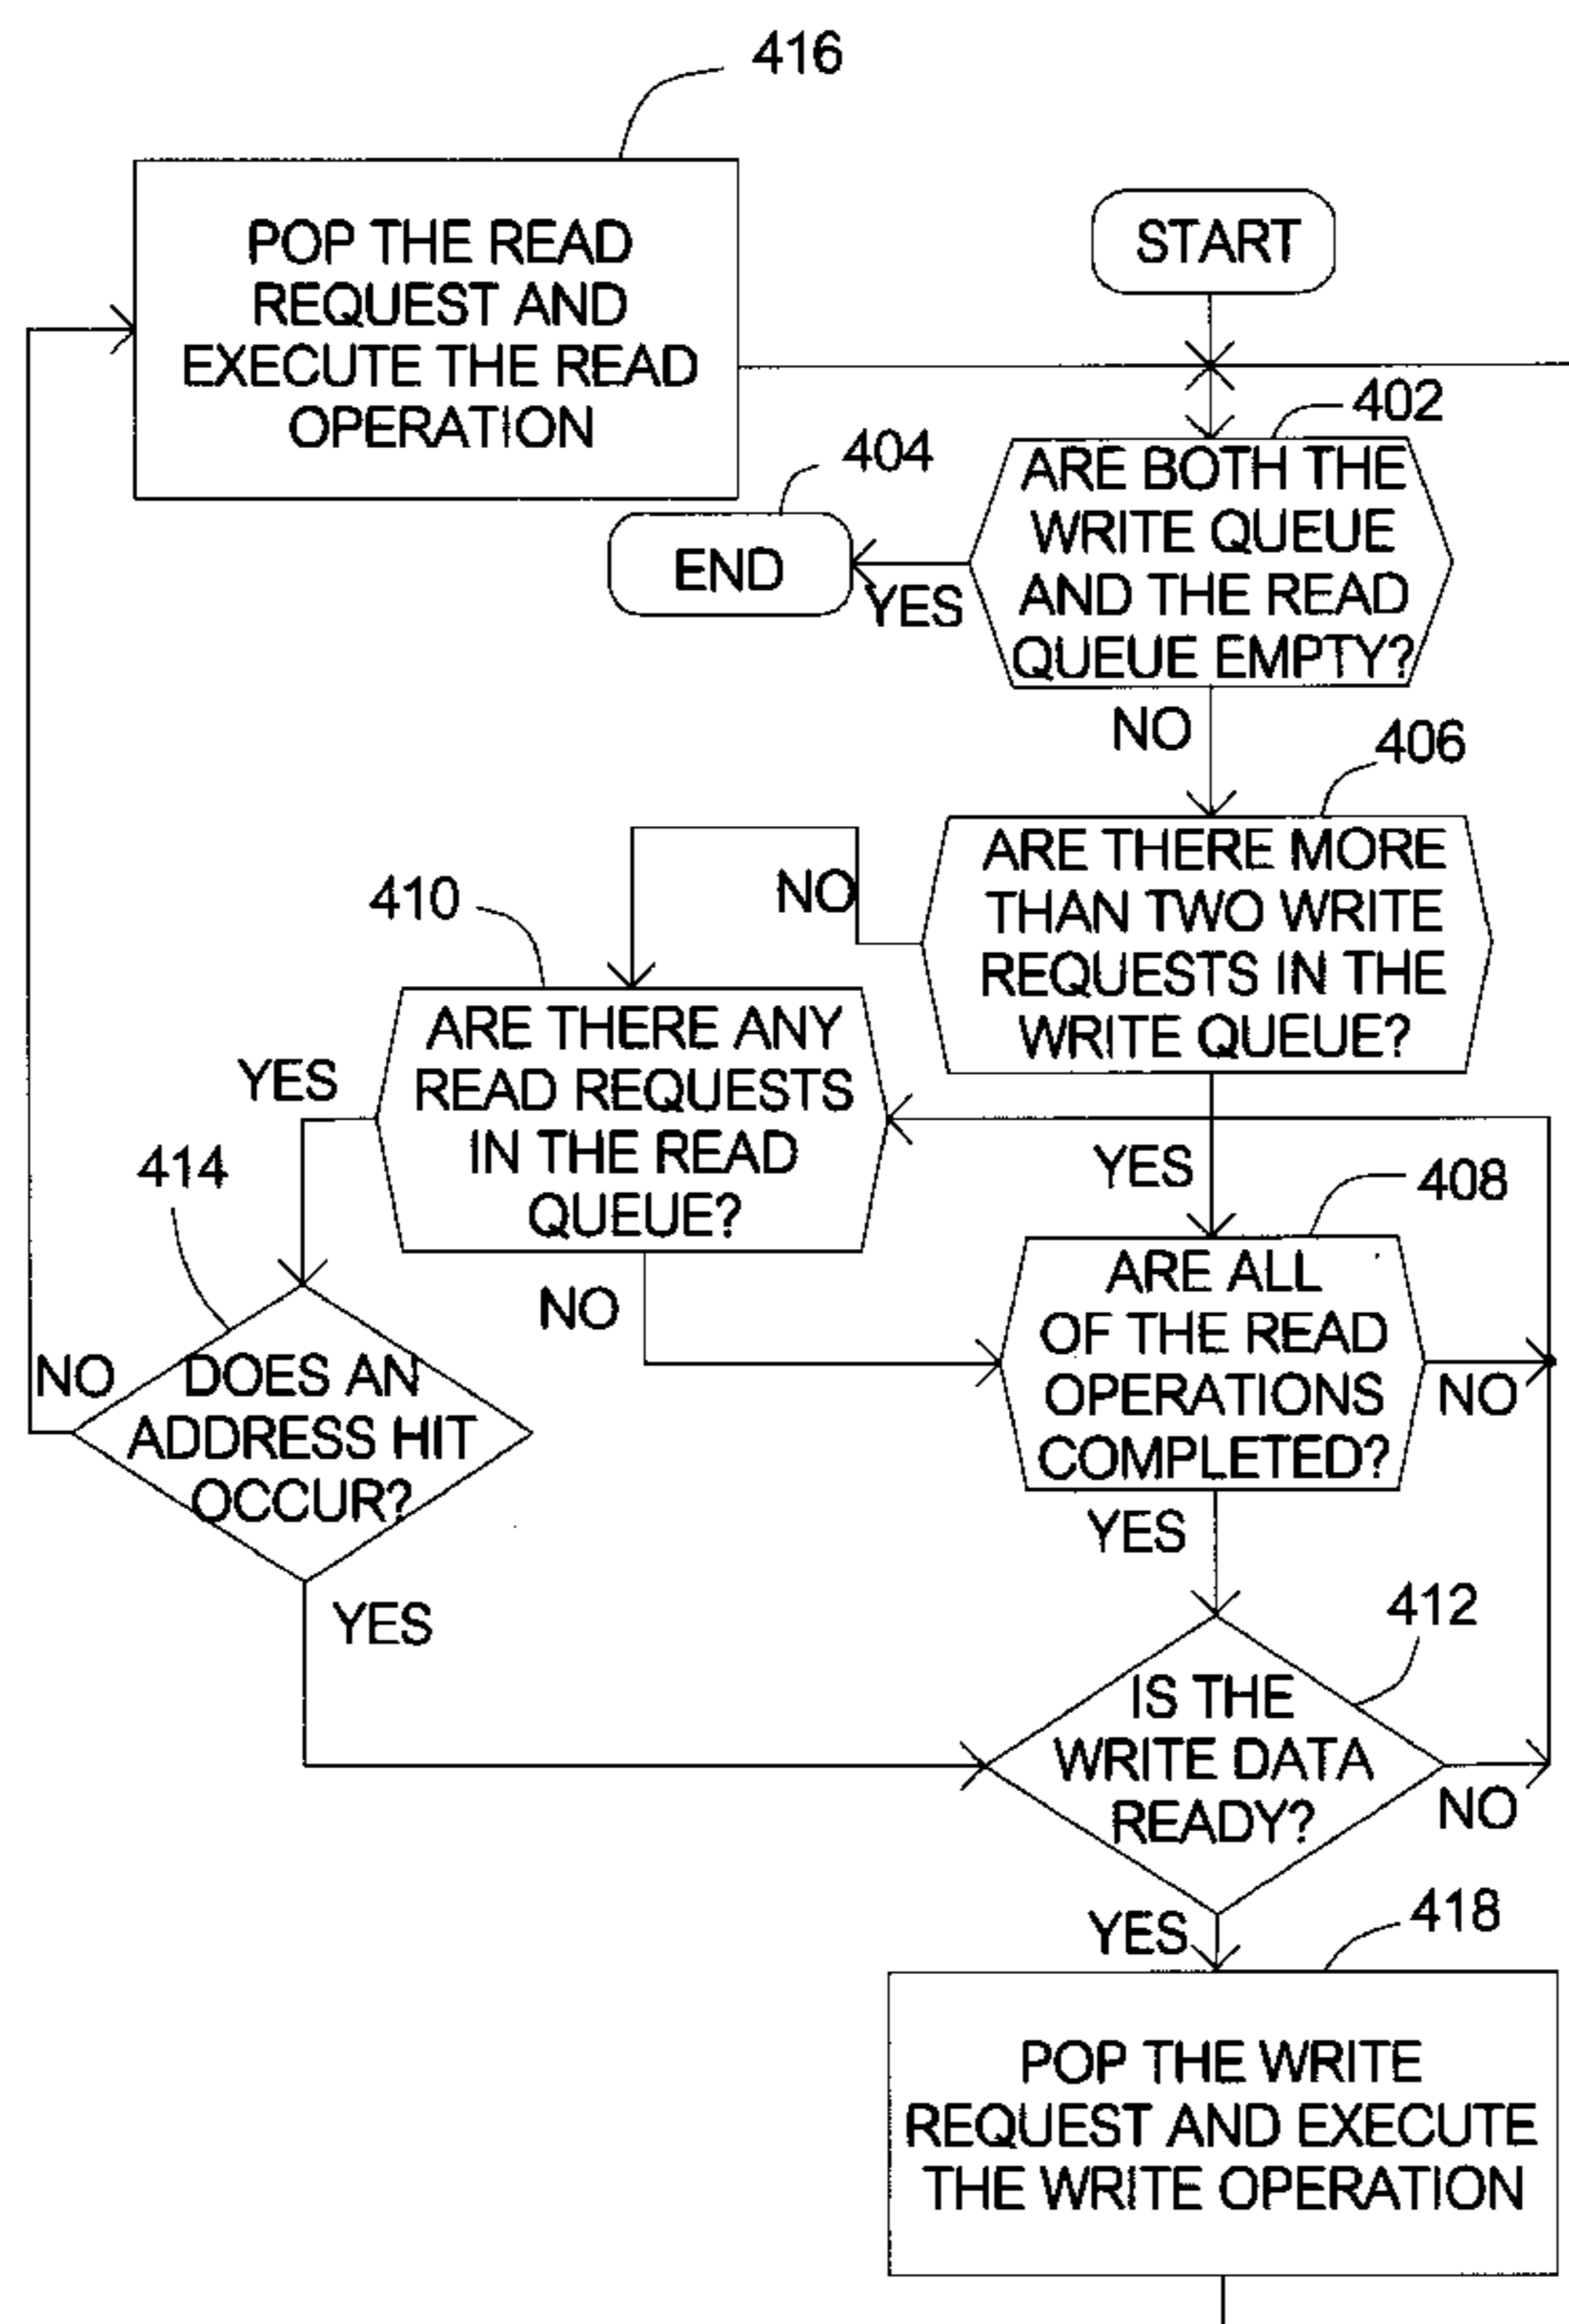 416
POP THE READ
REQUEST AND
EXECUTE THE READ
OPERATION
START
402
ARE BOTH THE
WRITE QUEUE
AND THE READ
QUEUE EMPTY?
404
END
YES
NO
406
ARE THERE MORE
THAN TWO WRITE
REQUESTS IN THE
WRITE QUEUE?
NO
410
ARE THERE ANY
READ REQUESTS
IN THE READ
QUEUE?
YES
YES
408
414
NO
ARE ALL
OF THE READ
OPERATIONS
COMPLETED?
NO
NO
DOES AN
ADDRESS HIT
OCCUR?
YES
YES
412
IS THE
WRITE DATA
READY?
NO
YES
418
POP THE WRITE
REQUEST AND EXECUTE
THE WRITE OPERATION